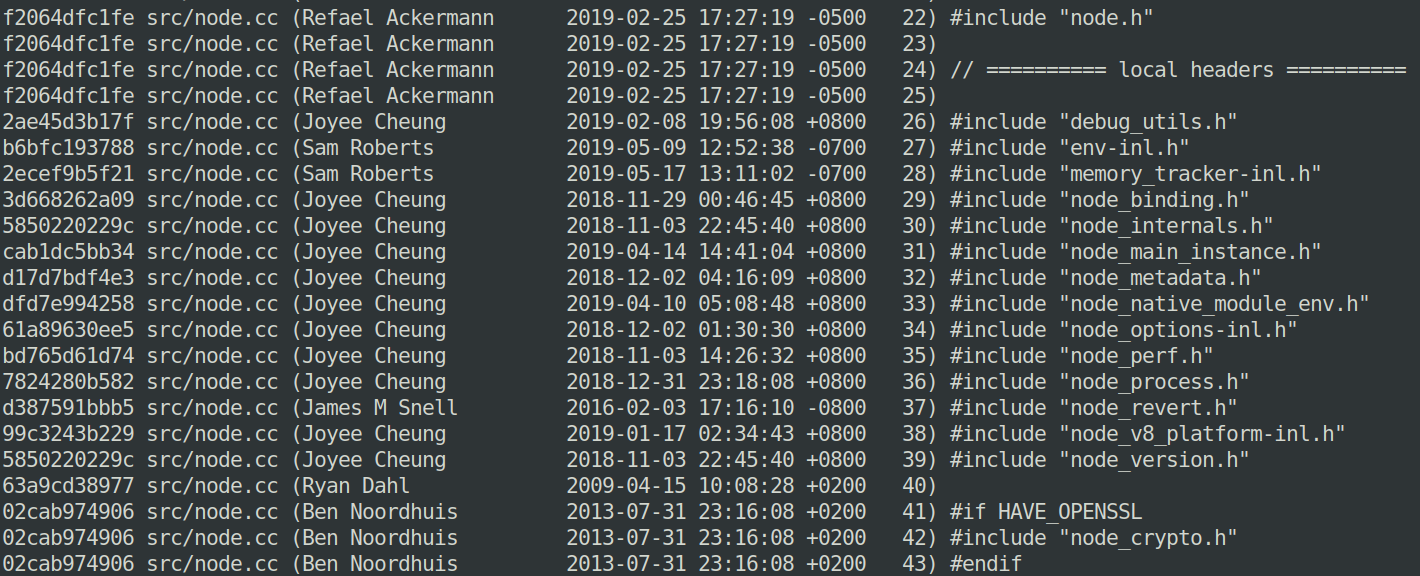 f2064dfc1fe src/node.cc (Refael Ackermann      2019-02-25 17:27:19 -0500   22) #include "node.h"
f2064dfc1fe src/node.cc (Refael Ackermann      2019-02-25 17:27:19 -0500   23)
f2064dfc1fe src/node.cc (Refael Ackermann      2019-02-25 17:27:19 -0500   24) // ========== local headers ==========
f2064dfc1fe src/node.cc (Refael Ackermann      2019-02-25 17:27:19 -0500   25)
2ae45d3b17f src/node.cc (Joyee Cheung          2019-02-08 19:56:08 +0800   26) #include "debug_utils.h"
b6bfc193788 src/node.cc (Sam Roberts           2019-05-09 12:52:38 -0700   27) #include "env-inl.h"
2ecef9b5f21 src/node.cc (Sam Roberts           2019-05-17 13:11:02 -0700   28) #include "memory_tracker-inl.h"
3d668262a09 src/node.cc (Joyee Cheung          2018-11-29 00:46:45 +0800   29) #include "node_binding.h"
5850220229c src/node.cc (Joyee Cheung          2018-11-03 22:45:40 +0800   30) #include "node_internals.h"
cab1dc5bb34 src/node.cc (Joyee Cheung          2019-04-14 14:41:04 +0800   31) #include "node_main_instance.h"
d17d7bdf4e3 src/node.cc (Joyee Cheung          2018-12-02 04:16:09 +0800   32) #include "node_metadata.h"
dfd7e994258 src/node.cc (Joyee Cheung          2019-04-10 05:08:48 +0800   33) #include "node_native_module_env.h"
61a89630ee5 src/node.cc (Joyee Cheung          2018-12-02 01:30:30 +0800   34) #include "node_options-inl.h"
bd765d61d74 src/node.cc (Joyee Cheung          2018-11-03 14:26:32 +0800   35) #include "node_perf.h"
7824280b582 src/node.cc (Joyee Cheung          2018-12-31 23:18:08 +0800   36) #include "node_process.h"
d387591bbb5 src/node.cc (James M Snell         2016-02-03 17:16:10 -0800   37) #include "node_revert.h"
99c3243b229 src/node.cc (Joyee Cheung          2019-01-17 02:34:43 +0800   38) #include "node_v8_platform-inl.h"
5850220229c src/node.cc (Joyee Cheung          2018-11-03 22:45:40 +0800   39) #include "node_version.h"
63a9cd38977 src/node.cc (Ryan Dahl             2009-04-15 10:08:28 +0200   40)
02cab974906 src/node.cc (Ben Noordhuis         2013-07-31 23:16:08 +0200   41) #if HAVE_OPENSSL
02cab974906 src/node.cc (Ben Noordhuis         2013-07-31 23:16:08 +0200   42) #include "node_crypto.h"
02cab974906 src/node.cc (Ben Noordhuis         2013-07-31 23:16:08 +0200   43) #endif